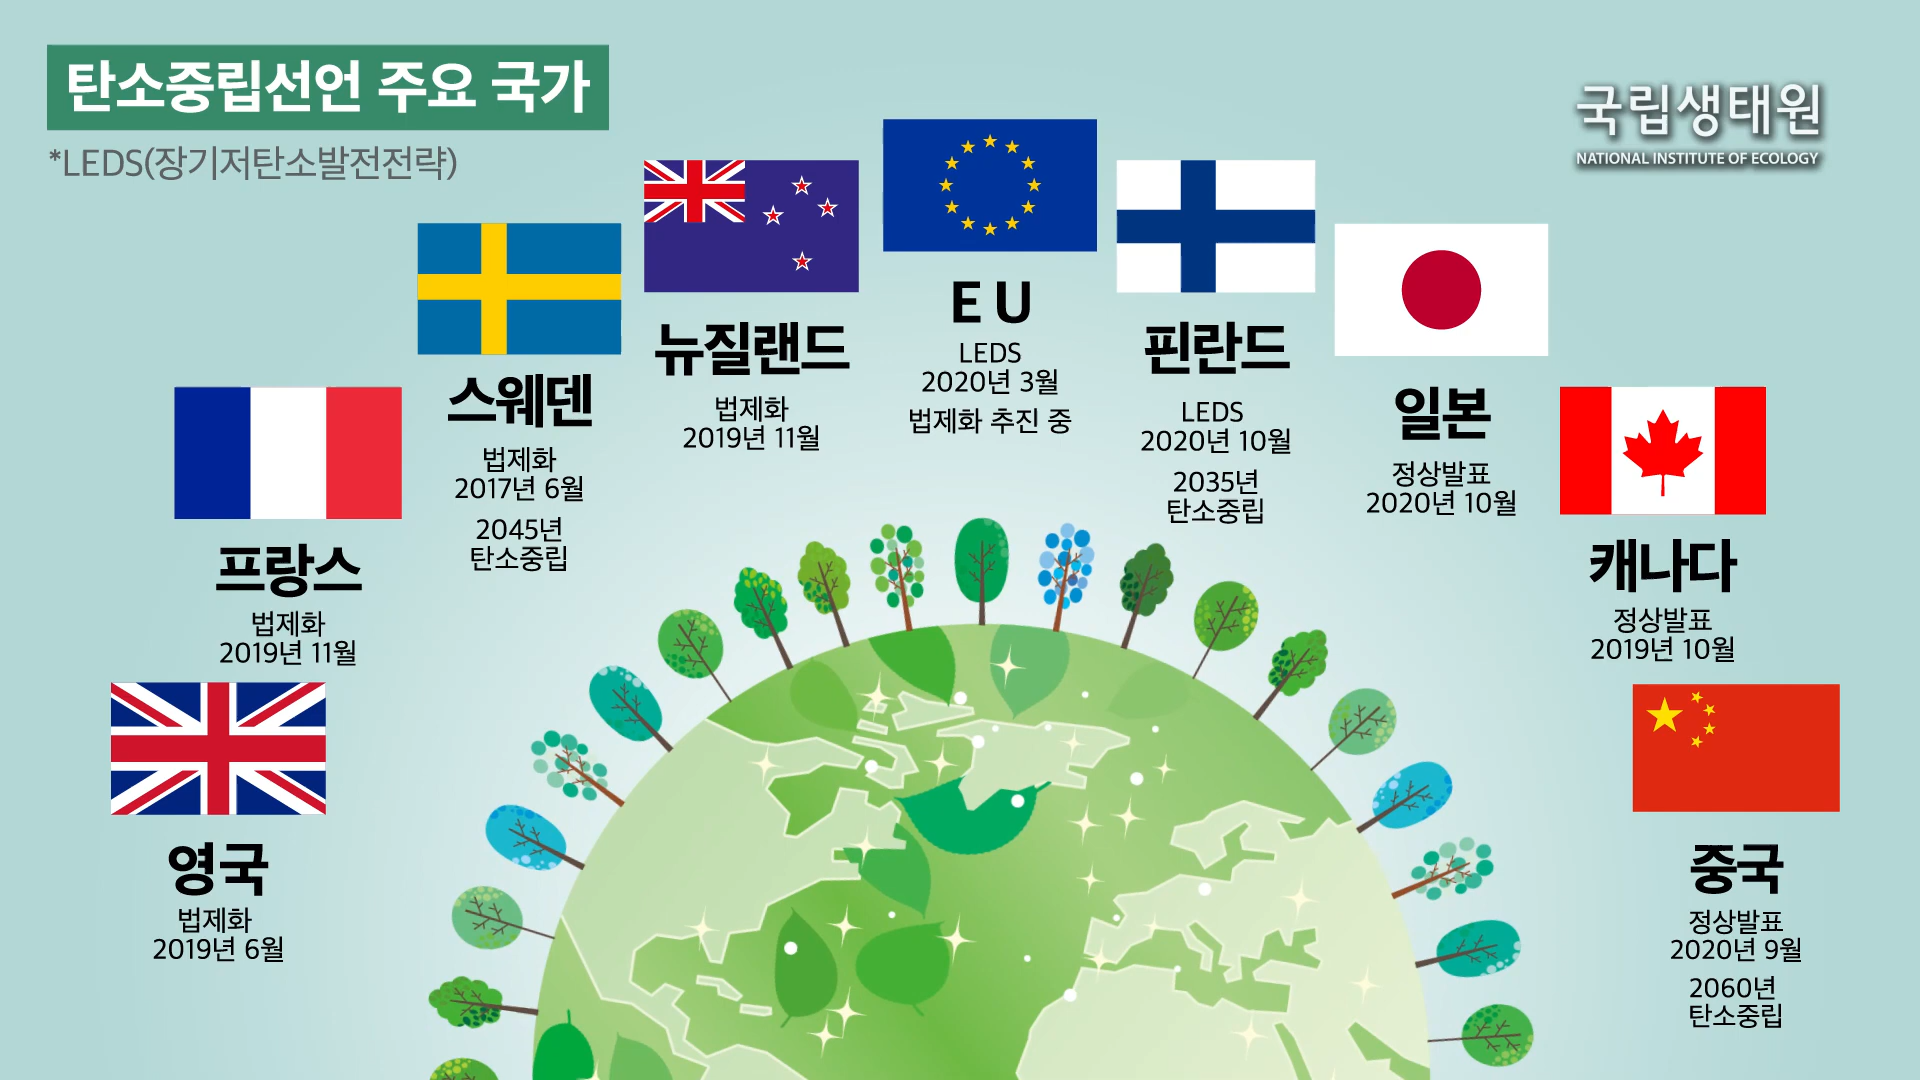 탄소중립선언 주요 국가
*LEDS(장기저탄소발전전략)
국립생태원
NATIONAL INSTITUTE OF ECOLOGY
영국
법제화
2019년 6월
프랑스
법제화
2019년 11월
스웨덴
법제화
2017년 6월
2045년
탄소중립
뉴질랜드
법제화
2019년 11월
E U
LEDS
2020년 3월
법제화 추진 중
핀란드
LEDS
2020년 10월
2035년
탄소중립
일본
정상발표
2020년 10월
캐나다
정상발표
2019년 10월
중국
정상발표
2020년 9월
2060년
탄소중립